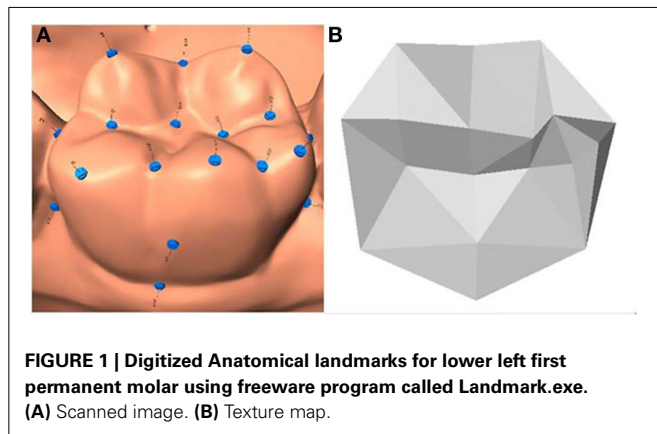 A
B
FIGURE 1 | Digitized Anatomical landmarks for lower left first
permanent molar using freeware program called Landmark.exe.
(A) Scanned image. (B) Texture map.